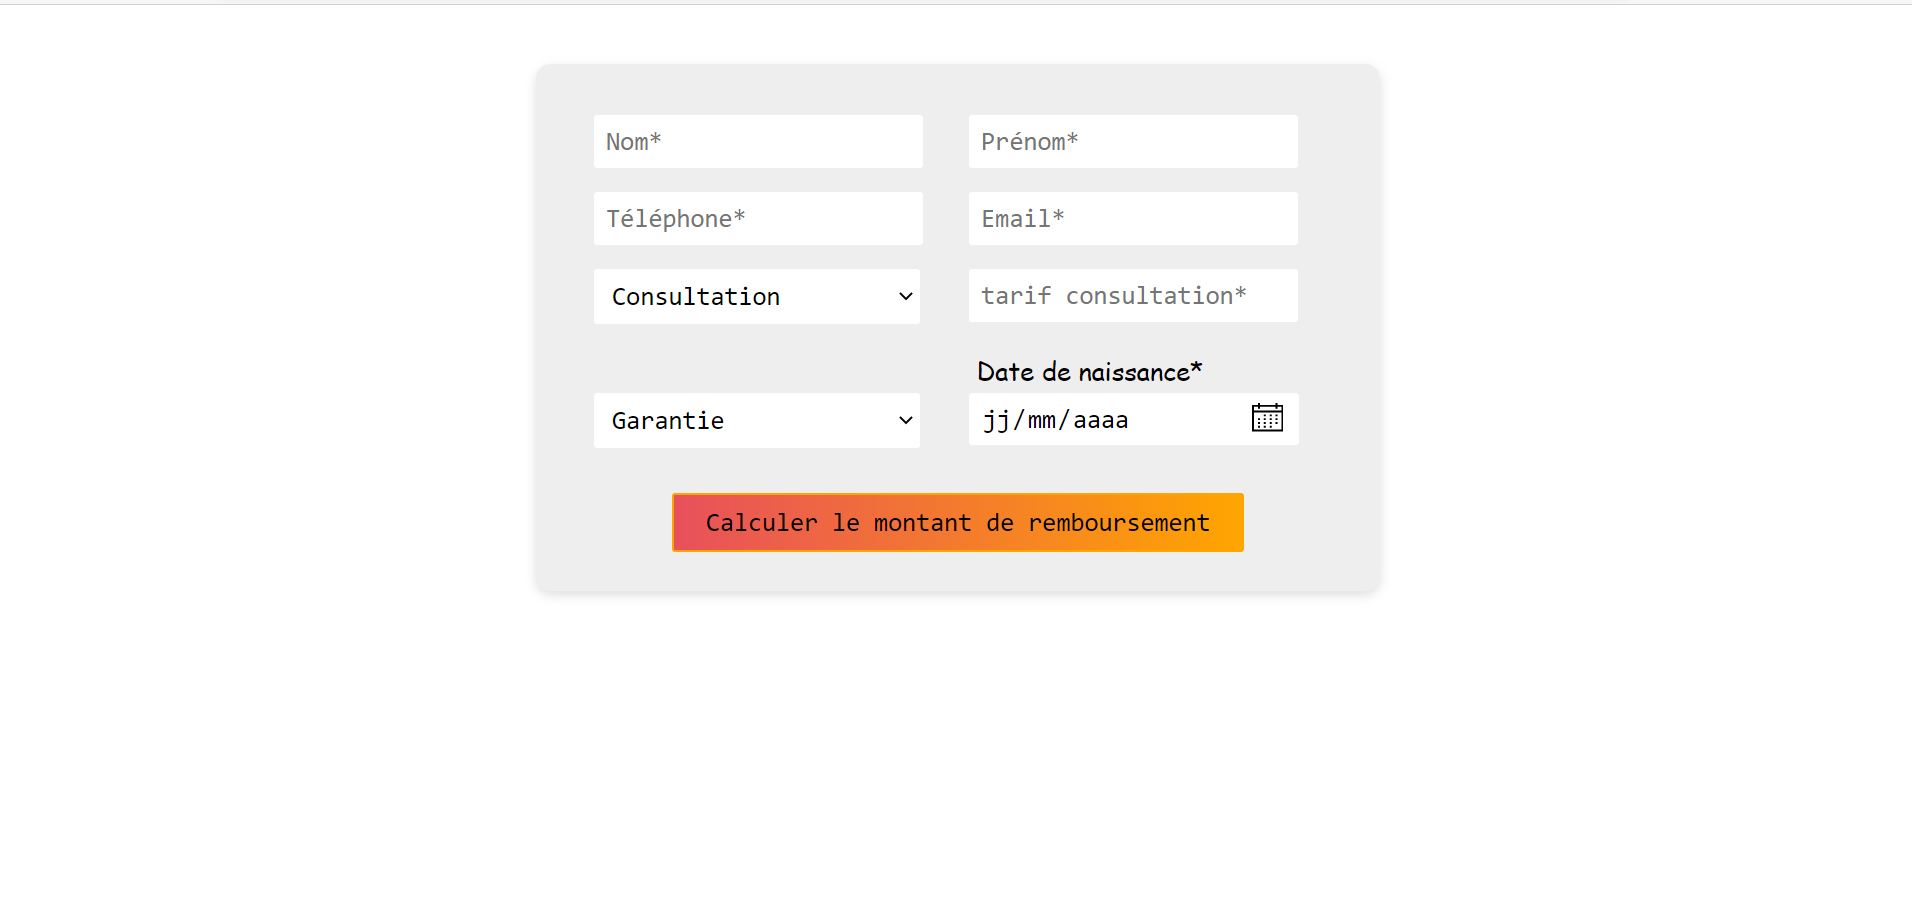 Nom*
Prénom*
Téléphone*
Email*
Consultation
tarif consultation*
Date de naissance*
Garantie
jj/mm/aaaa
Calculer le montant de remboursement